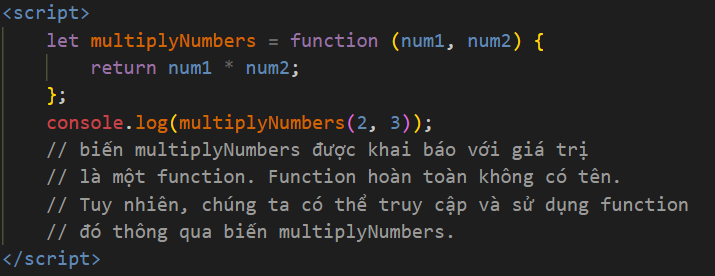 <script>
let multiplyNumbers = function (num1, num2) {
return num1 * num2;
};
console.log(multiplyNumbers(2, 3));
// biến multiplyNumbers được khai báo với giá trị
// là một function. Function hoàn toàn không có tên.
// Tuy nhiên, chúng ta có thể truy cập và sử dụng function
// đó thông qua biến multiplyNumbers.
</script>